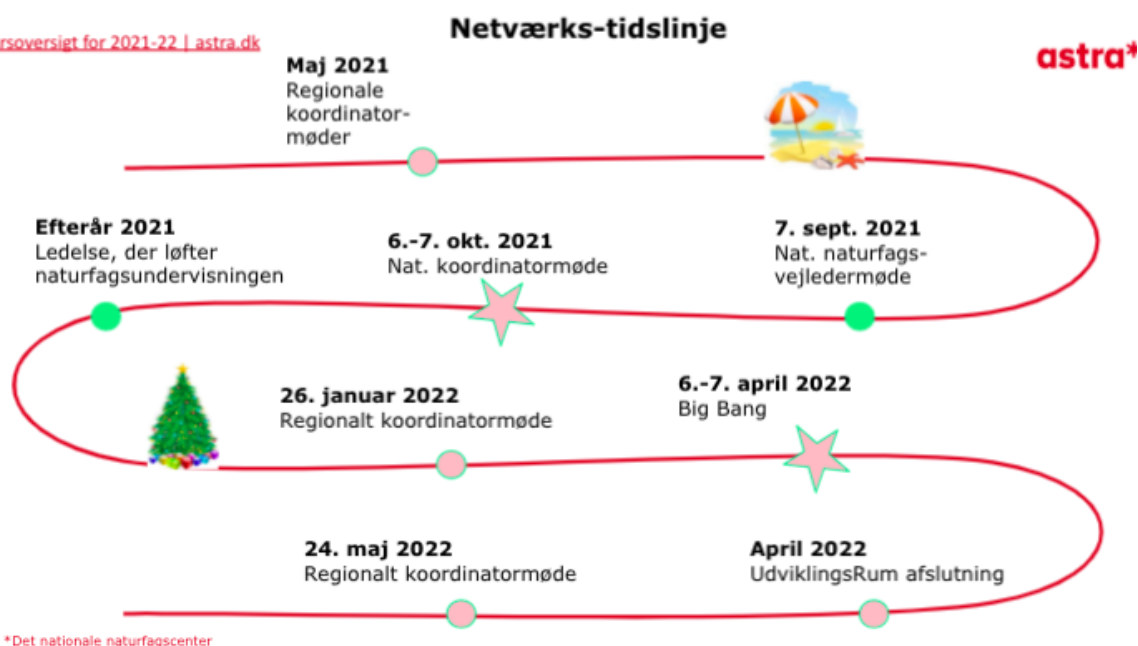 Netværks-tidslinje
rsoversigt for 2021-22 | astra.dk
astra*
Maj 2021
Regionale
koordinator-
møder
Efterår 2021
Ledelse, der løfter
naturfagsundervisningen
6.-7. okt. 2021
Nat. koordinatormøde
7. sept. 2021
Nat. naturfags-
vejledermøde
26. januar 2022
Regionalt koordinatormøde
6.-7. april 2022
Big Bang
24. maj 2022
Regionalt koordinatormøde
April 2022
UdviklingsRum afslutning
*Det nationale naturfagscenter